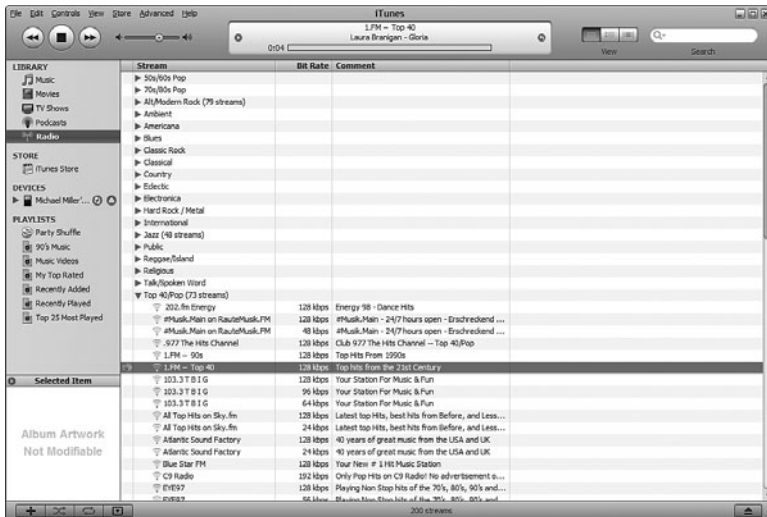 File Edit Controls View Store Advanced Help
iTunes
1.FM – Top 40
Laura Branigan - Gloria
0:04
View
Search
LIBRARY
Music
Movies
TV Shows
Podcasts
Radio
STORE
iTunes Store
DEVICES
Michael Miller'...
PLAYLISTS
Party Shuffle
90's Music
Music Videos
My Top Rated
Recently Added
Recently Played
Top 25 Most Played
Selected Item
Album Artwork
Not Modifiable
Stream Bit Rate Comment
50s/60s Pop
70s/80s Pop
Alt/Modern Rock (79 streams)
Ambient
Americana
Blues
Classic Rock
Classical
Country
Eclectic
Electronica
Hard Rock / Metal
International
Jazz (48 streams)
Public
Reggae/Island
Religious
Talk/Spoken Word
Top 40/Pop (73 streams)
202.fm Energy 128 kbps Energy 98 - Dance Hits
#Musik.Main on RauteMusik.FM 128 kbps #Musik.Main - 24/7 hours open - Erschreckend ...
#Musik.Main on RauteMusik.FM 48 kbps #Musik.Main - 24/7 hours open - Erschreckend ...
.977 The Hits Channel 128 kbps Club 977 The Hits Channel -- Top 40/Pop
1.FM – 90s 128 kbps Top Hits From 1990s
1.FM – Top 40 128 kbps Top hits from the 21st Century
103.3 T B I G 128 kbps Your Station For Music & Fun
103.3 T B I G 96 kbps Your Station For Music & Fun
103.3 T B I G 64 kbps Your Station For Music & Fun
All Top Hits on Sky.fm 128 kbps Latest top Hits, best hits from Before, and Less...
All Top Hits on Sky.fm 24 kbps Latest top Hits, best hits from Before, and Less...
Atlantic Sound Factory 128 kbps 40 years of great music from the USA and UK
Atlantic Sound Factory 24 kbps 40 years of great music from the USA and UK
Blue Star FM 128 kbps Your New # 1 Hit Music Station
C9 Radio 192 kbps Only Pop Hits on C9 Radio! No advertisement o...
EYE97 128 kbps Playing Non Stop hits of the 70's, 80's, 90's and...
EYE97 56 kbps Playing Non Stop hits of the 70's, 80's, 90's and
200 streams